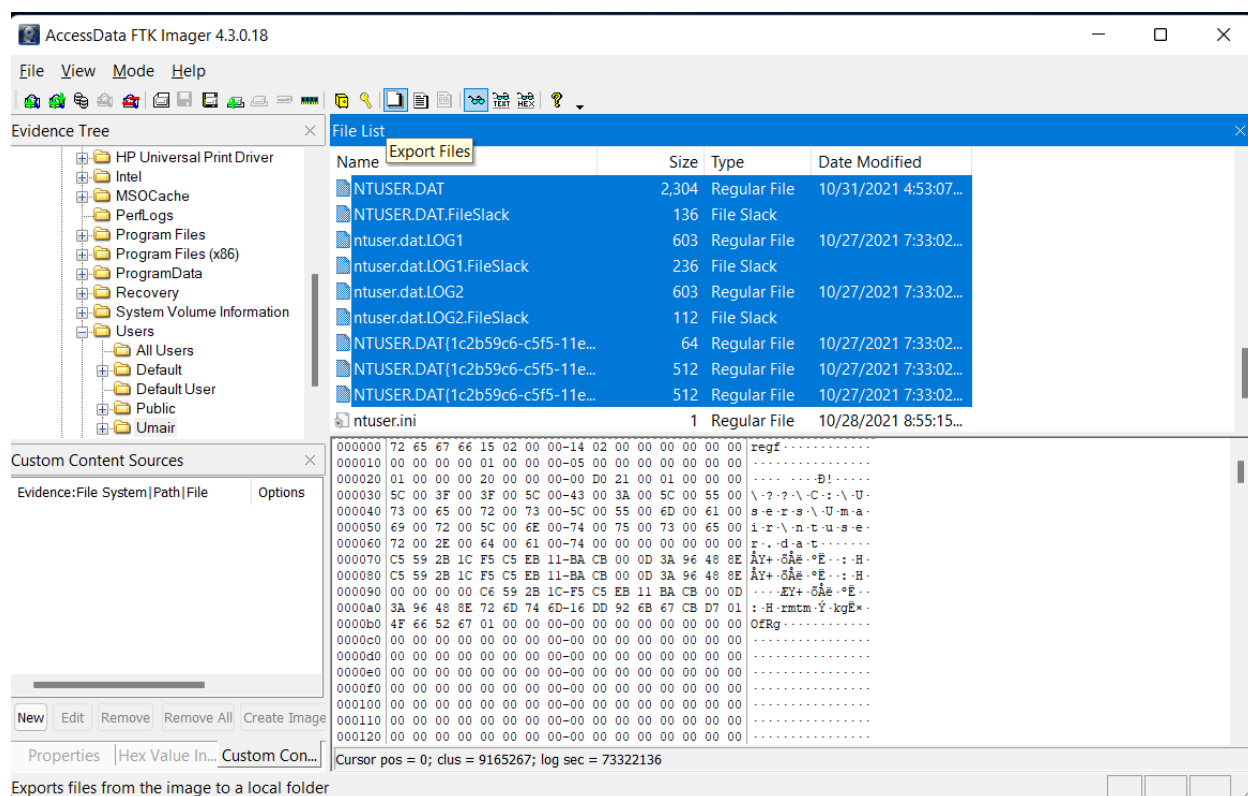 AccessData FTK Imager 4.3.0.18
File View Mode Help
TEXT HEX ?
Evidence Tree
HP Universal Print Driver
Intel
MSOCache
PerfLogs
Program Files
Program Files (x86)
ProgramData
Recovery
System Volume Information
Users
All Users
Default
Default User
Public
Umair
Custom Content Sources
Evidence:File System|Path|File Options
New Edit Remove Remove All Create Image
Properties Hex Value In... Custom Con...
File List
Export Files
Name Size Type Date Modified
NTUSER.DAT 2,304 Regular File 10/31/2021 4:53:07...
NTUSER.DAT.FileSlack 136 File Slack
ntuser.dat.LOG1 603 Regular File 10/27/2021 7:33:02...
ntuser.dat.LOG1.FileSlack 236 File Slack
ntuser.dat.LOG2 603 Regular File 10/27/2021 7:33:02...
ntuser.dat.LOG2.FileSlack 112 File Slack
NTUSER.DAT{1c2b59c6-c5f5-11e... 64 Regular File 10/27/2021 7:33:02...
NTUSER.DAT{1c2b59c6-c5f5-11e... 512 Regular File 10/27/2021 7:33:02...
NTUSER.DAT{1c2b59c6-c5f5-11e... 512 Regular File 10/27/2021 7:33:02...
ntuser.ini 1 Regular File 10/28/2021 8:55:15...
000000 72 65 67 66 15 02 00 00-14 02 00 00 00 00 00 00 regf············
000010 00 00 00 00 01 00 00 00-05 00 00 00 00 00 00 00 ················
000020 01 00 00 00 20 00 00 00-00 D0 21 00 01 00 00 00 ···· ····Ð!·····
000030 5C 00 3F 00 3F 00 5C 00-43 00 3A 00 5C 00 55 00 \·?·?·\·C·:·\·U·
000040 73 00 65 00 72 00 73 00-5C 00 55 00 6D 00 61 00 s·e·r·s·\·U·m·a·
000050 69 00 72 00 5C 00 6E 00-74 00 75 00 73 00 65 00 i·r·\·n·t·u·s·e·
000060 72 00 2E 00 64 00 61 00-74 00 00 00 00 00 00 00 r·.·d·a·t·······
000070 C5 59 2B 1C F5 C5 EB 11-BA CB 00 0D 3A 96 48 8E ÅY+·õÅë·ºË··:·H·
000080 C5 59 2B 1C F5 C5 EB 11-BA CB 00 0D 3A 96 48 8E ÅY+·õÅë·ºË··:·H·
000090 00 00 00 00 C6 59 2B 1C-F5 C5 EB 11 BA CB 00 0D ····ÆY+·õÅë·ºË··
0000a0 3A 96 48 8E 72 6D 74 6D-16 DD 92 6B 67 CB D7 01 :·H·rmtm·Ý·kgË×·
0000b0 4F 66 52 67 01 00 00 00-00 00 00 00 00 00 00 00 OfRg············
0000c0 00 00 00 00 00 00 00 00-00 00 00 00 00 00 00 00 ················
0000d0 00 00 00 00 00 00 00 00-00 00 00 00 00 00 00 00 ················
0000e0 00 00 00 00 00 00 00 00-00 00 00 00 00 00 00 00 ················
0000f0 00 00 00 00 00 00 00 00-00 00 00 00 00 00 00 00 ················
000100 00 00 00 00 00 00 00 00-00 00 00 00 00 00 00 00 ················
000110 00 00 00 00 00 00 00 00-00 00 00 00 00 00 00 00 ················
000120 00 00 00 00 00 00 00 00-00 00 00 00 00 00 00 00 ················
Cursor pos = 0; clus = 9165267; log sec = 73322136
Exports files from the image to a local folder